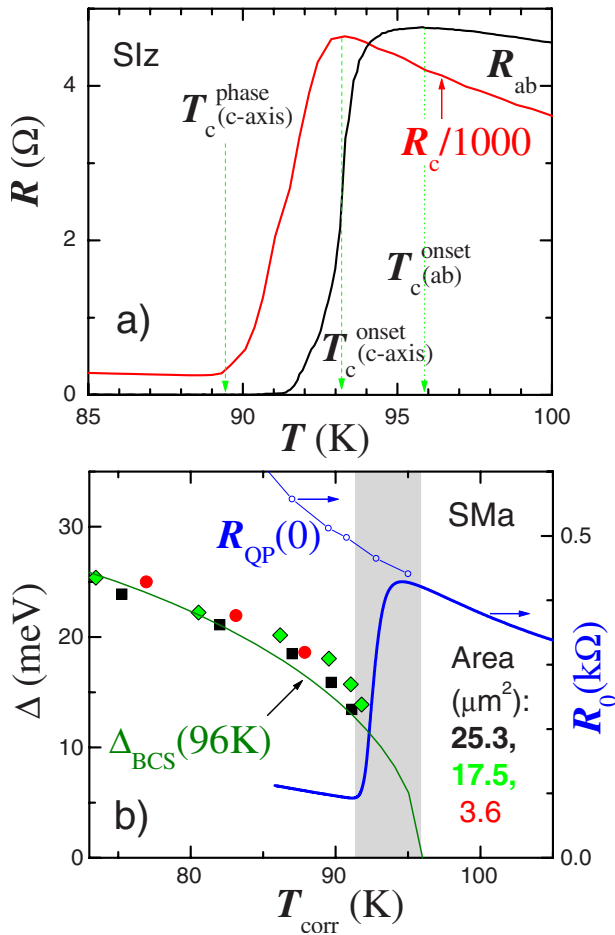 SIz
T_c^phase (c-axis)
R_ab
R_c/1000
T_c^onset (ab)
T_c^onset (c-axis)
a)
R (Ω)
4
2
0
85 90 95 100
T (K)
SMa
R_QP(0)
Δ_BCS(96K)
Area
(μm²):
25.3,
17.5,
3.6
b)
Δ (meV)
30
20
10
0
R_0 (kΩ)
0.5
0.0
80 90 100
T_corr (K)